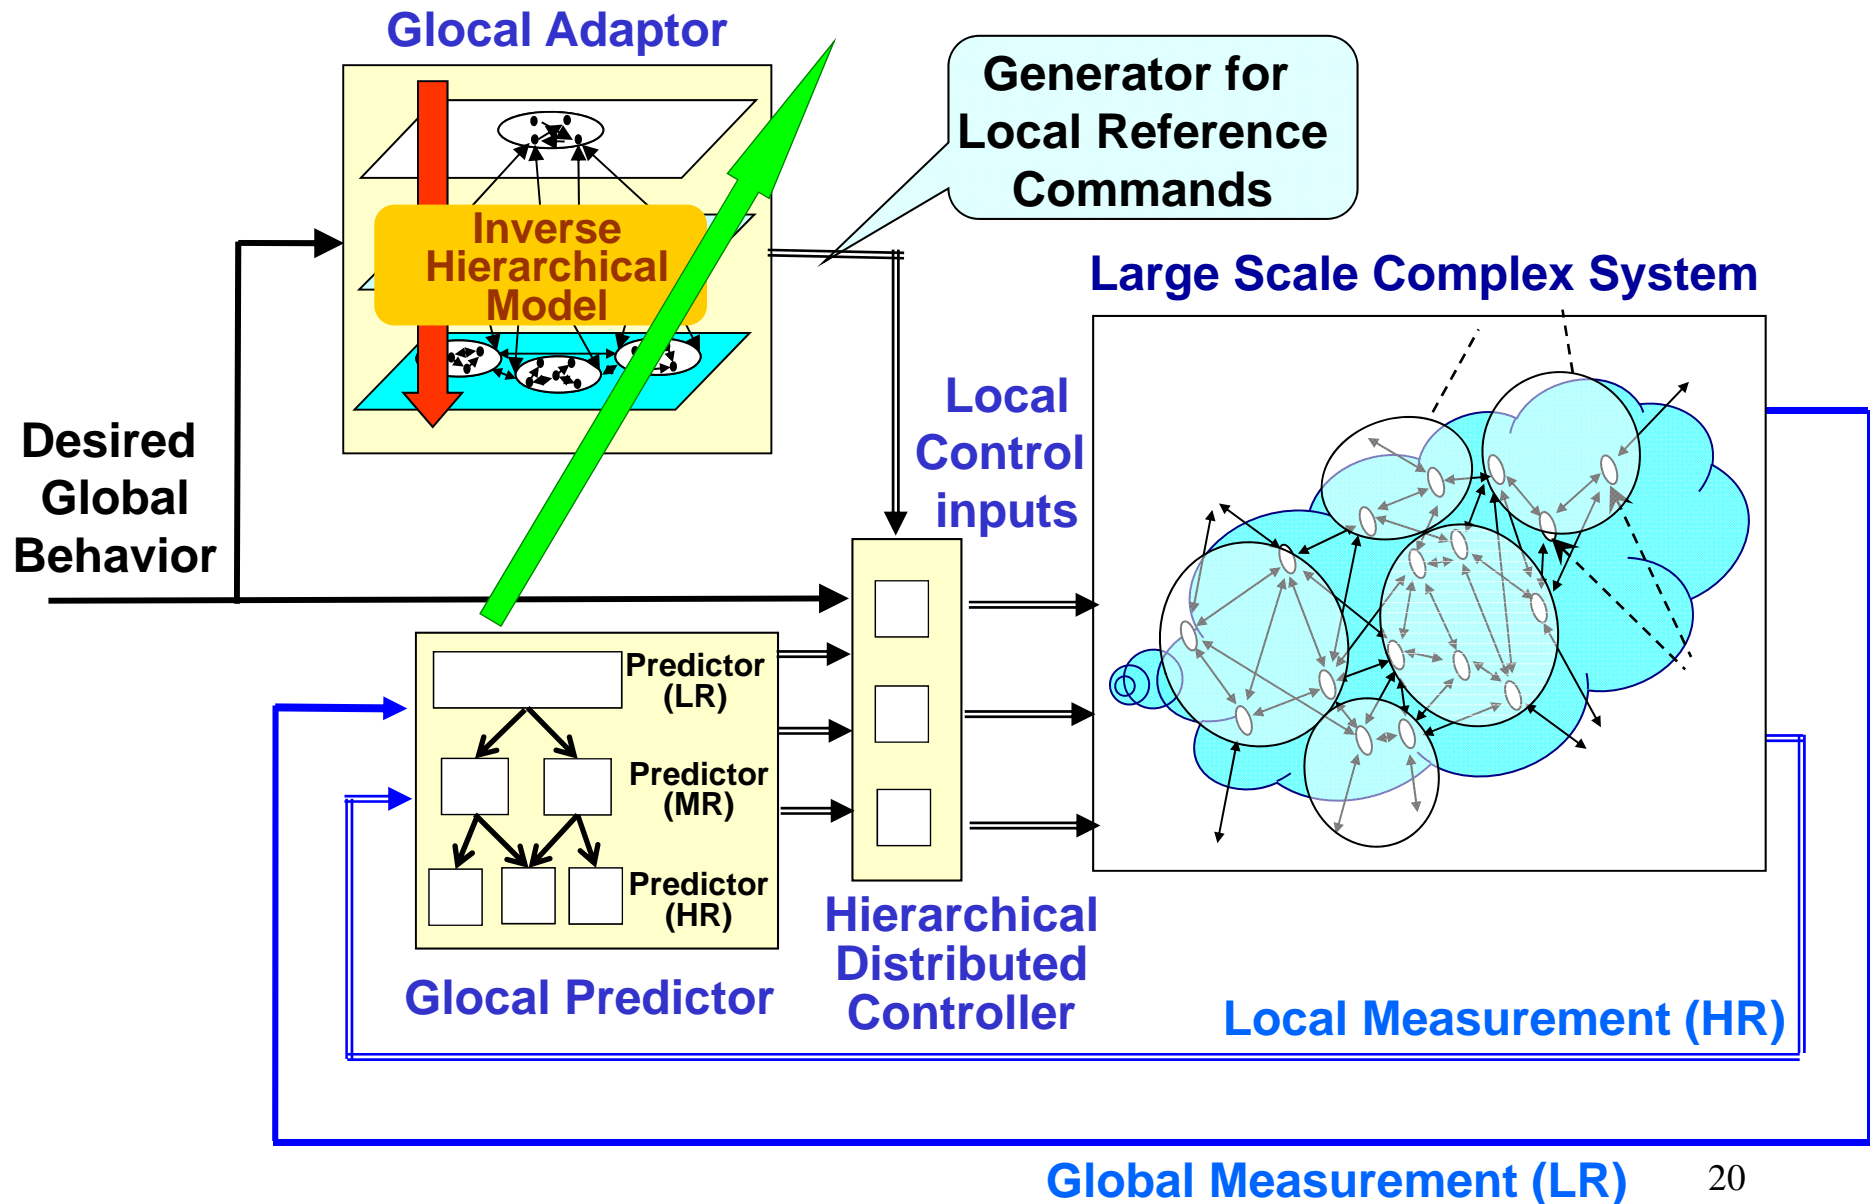 Glocal Adaptor
Generator for
Local Reference
Commands
Inverse
Hierarchical
Model
Large Scale Complex System
Desired
Global
Behavior
Local
Control
inputs
Predictor
(LR)
Predictor
(MR)
Predictor
(HR)
Glocal Predictor
Hierarchical
Distributed
Controller
Local Measurement (HR)
Global Measurement (LR)
20